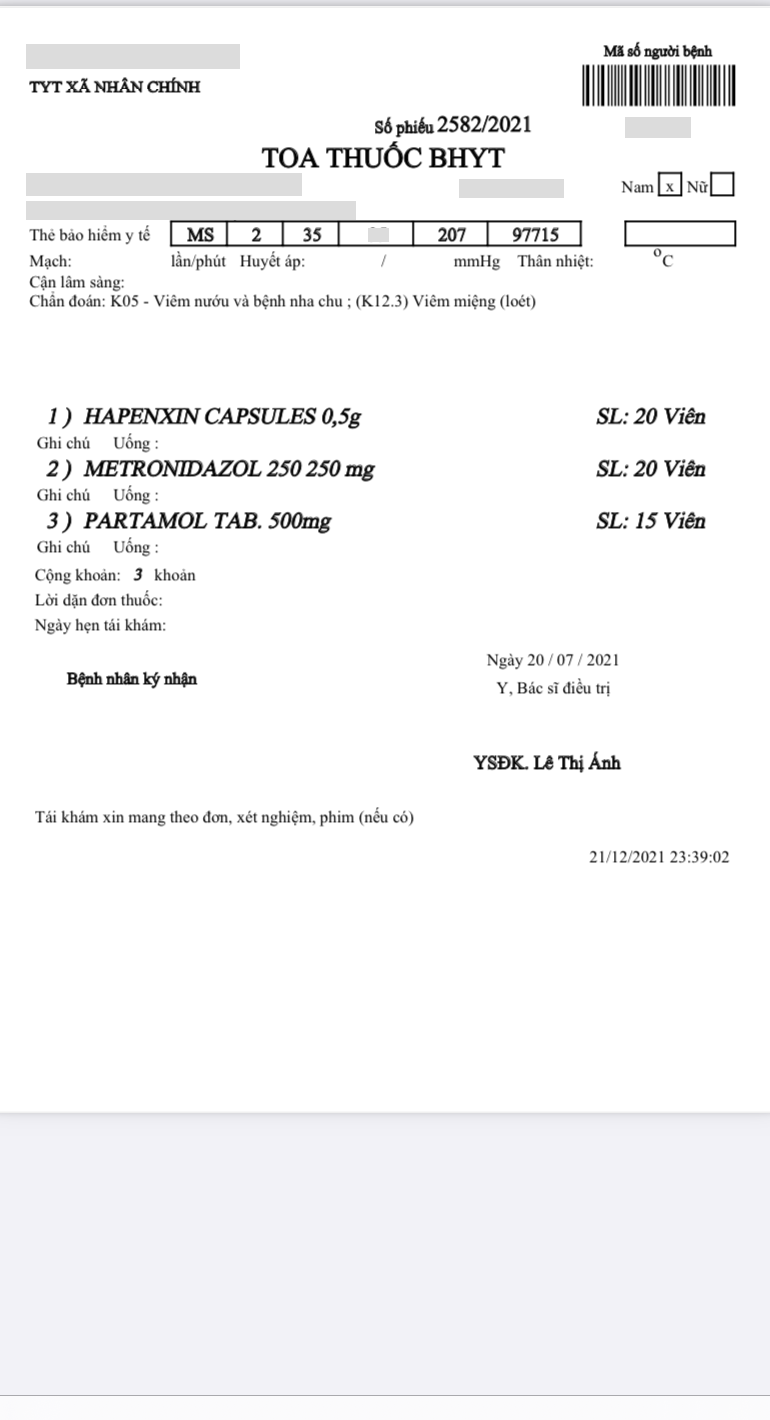 Mã số người bệnh
TYT XÃ NHÂN CHÍNH
Số phiếu 2582/2021
TOA THUỐC BHYT
Nam x Nữ
Thẻ bảo hiểm y tế MS 2 35 207 97715
Mạch: lần/phút Huyết áp: / mmHg Thân nhiệt: °C
Cận lâm sàng:
Chẩn đoán: K05 - Viêm nướu và bệnh nha chu ; (K12.3) Viêm miệng (loét)
1 ) HAPENXIN CAPSULES 0,5g SL: 20 Viên
Ghi chú Uống :
2 ) METRONIDAZOL 250 250 mg SL: 20 Viên
Ghi chú Uống :
3 ) PARTAMOL TAB. 500mg SL: 15 Viên
Ghi chú Uống :
Cộng khoản: 3 khoản
Lời dặn đơn thuốc:
Ngày hẹn tái khám:
Ngày 20 / 07 / 2021
Bệnh nhân ký nhận
Y, Bác sĩ điều trị
YSĐK. Lê Thị Ánh
Tái khám xin mang theo đơn, xét nghiệm, phim (nếu có)
21/12/2021 23:39:02